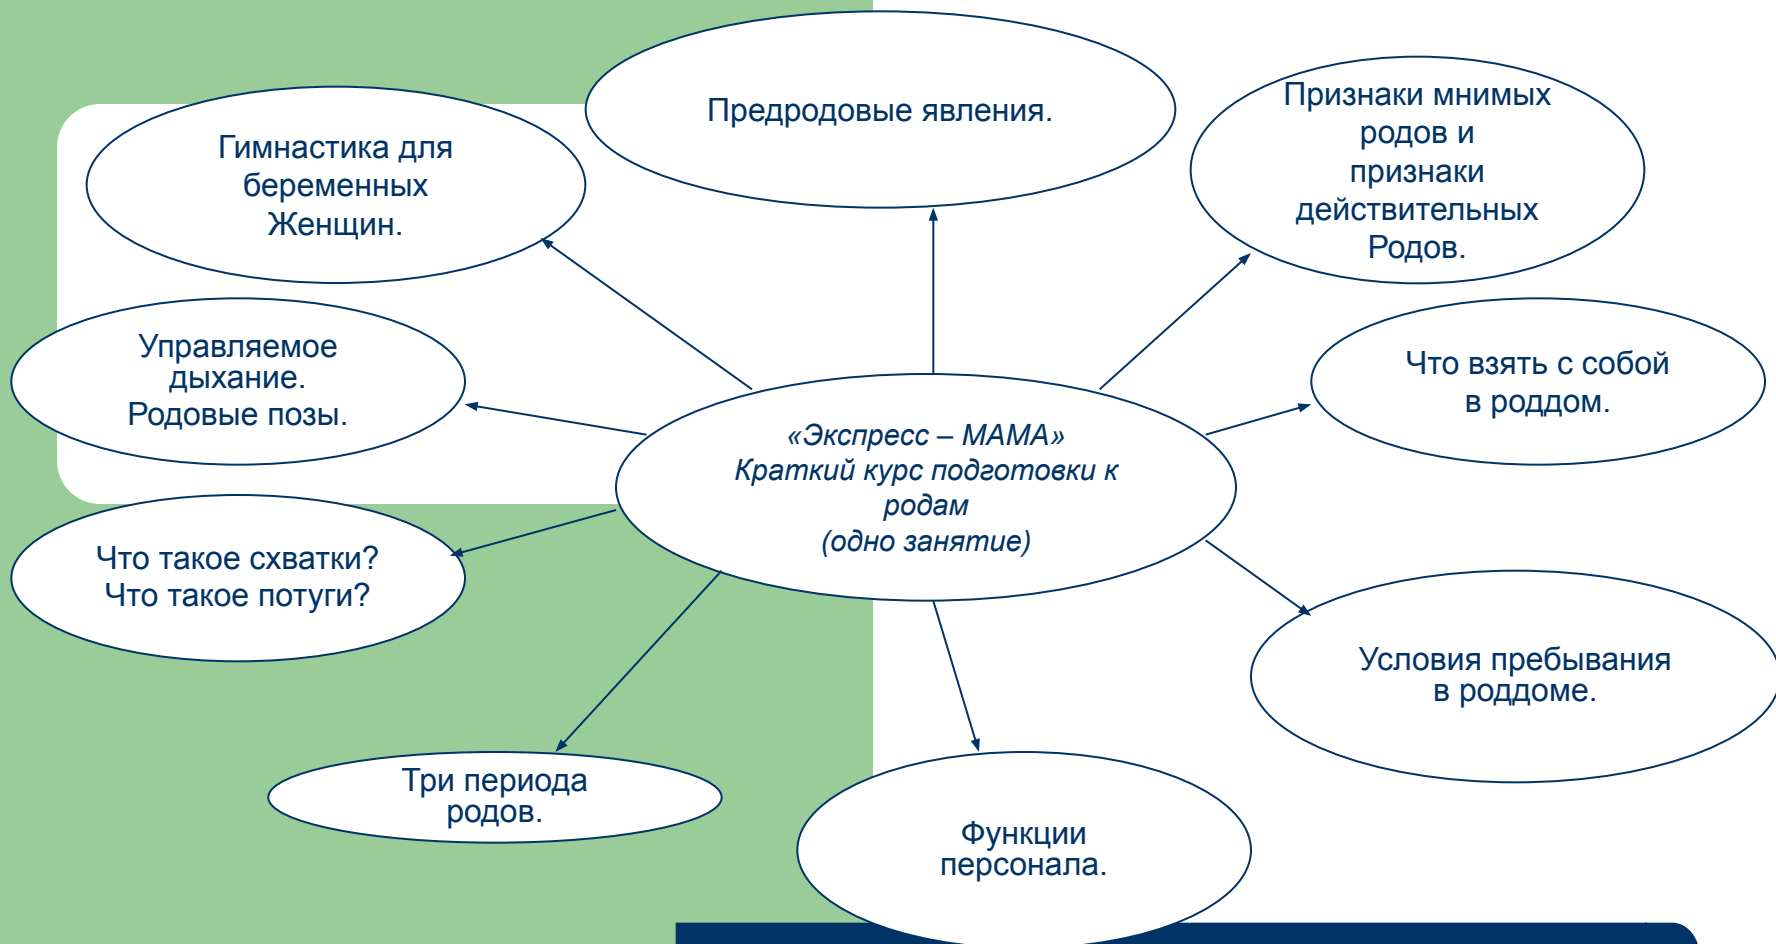 Предродовые явления.
Признаки мнимых
родов и
признаки
действительных
Родов.
Гимнастика для
беременных
Женщин.
Управляемое
дыхание.
Родовые позы.
Что взять с собой
в роддом.
«Экспресс – МАМА»
Краткий курс подготовки к
родам
(одно занятие)
Что такое схватки?
Что такое потуги?
Условия пребывания
в роддоме.
Три периода
родов.
Функции
персонала.